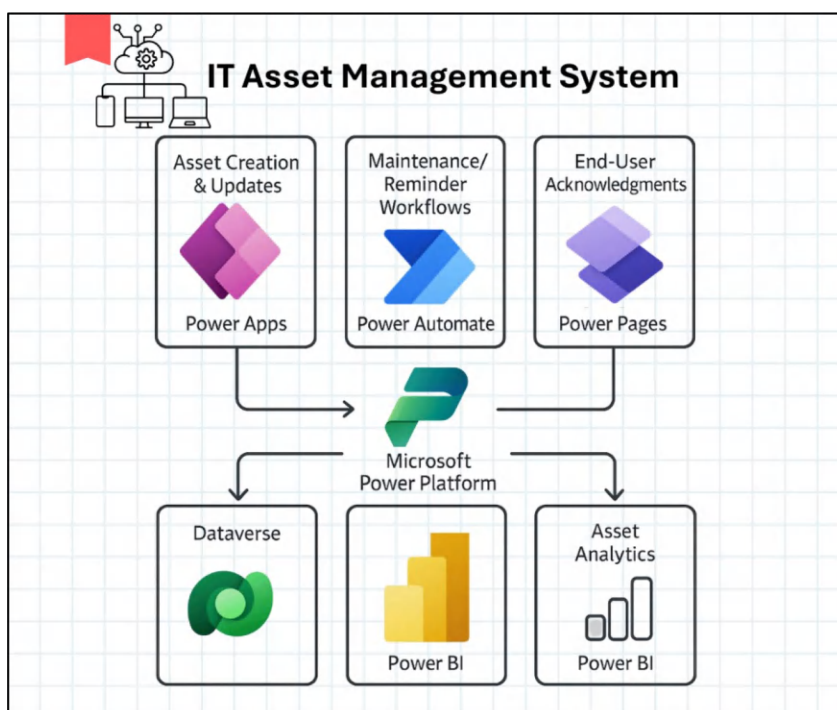 IT Asset Management System
Asset Creation
& Updates
Power Apps
Maintenance/
Reminder
Workflows
Power Automate
End-User
Acknowledgments
Power Pages
Microsoft
Power Platform
Dataverse
Power BI
Asset
Analytics
Power BI